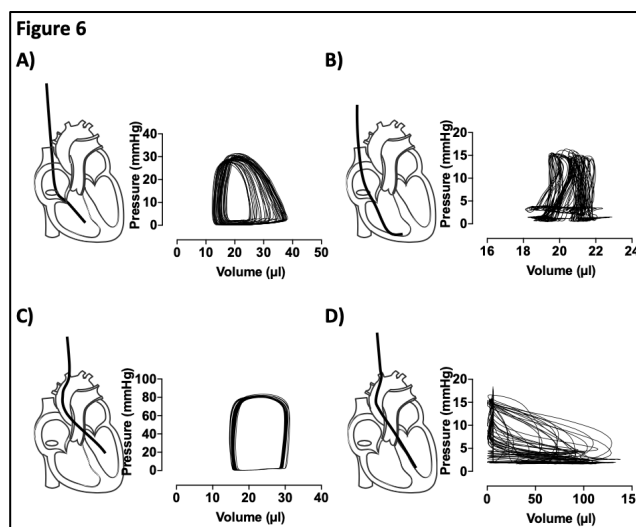 Figure 6
A)
Pressure (mmHg)
40
30
20
10
0
0 10 20 30 40 50
Volume (µl)
B)
Pressure (mmHg)
20
15
10
5
0
16 18 20 22 24
Volume (µl)
C)
Pressure (mmHg)
100
80
60
40
20
0
0 10 20 30 40
Volume (µl)
D)
Pressure (mmHg)
20
15
10
5
0
0 50 100 15
Volume (µl)